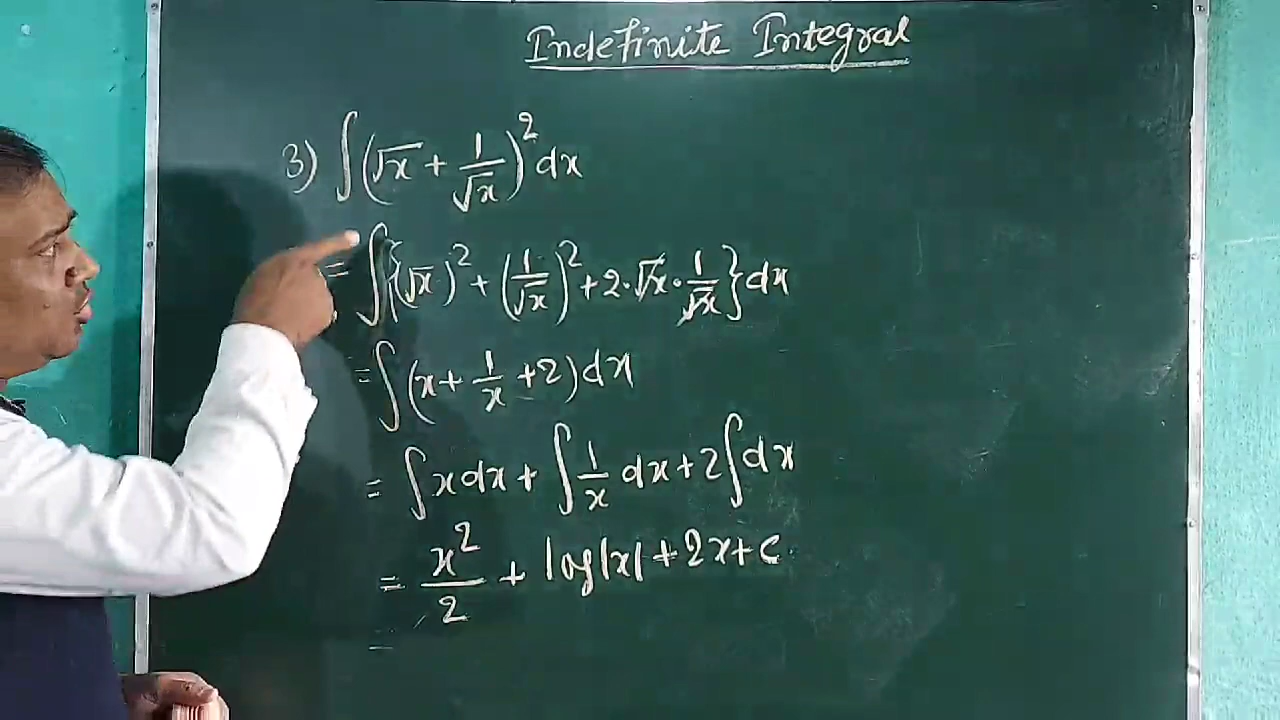 Indefinite Integral
3) ∫(√x + 1/√x)² dx
= ∫{(√x)² + (1/√x)² + 2·√x·1/√x} dx
= ∫(x + 1/x + 2) dx
= ∫x dx + ∫1/x dx + 2∫dx
= x²/2 + log|x| + 2x + c
=